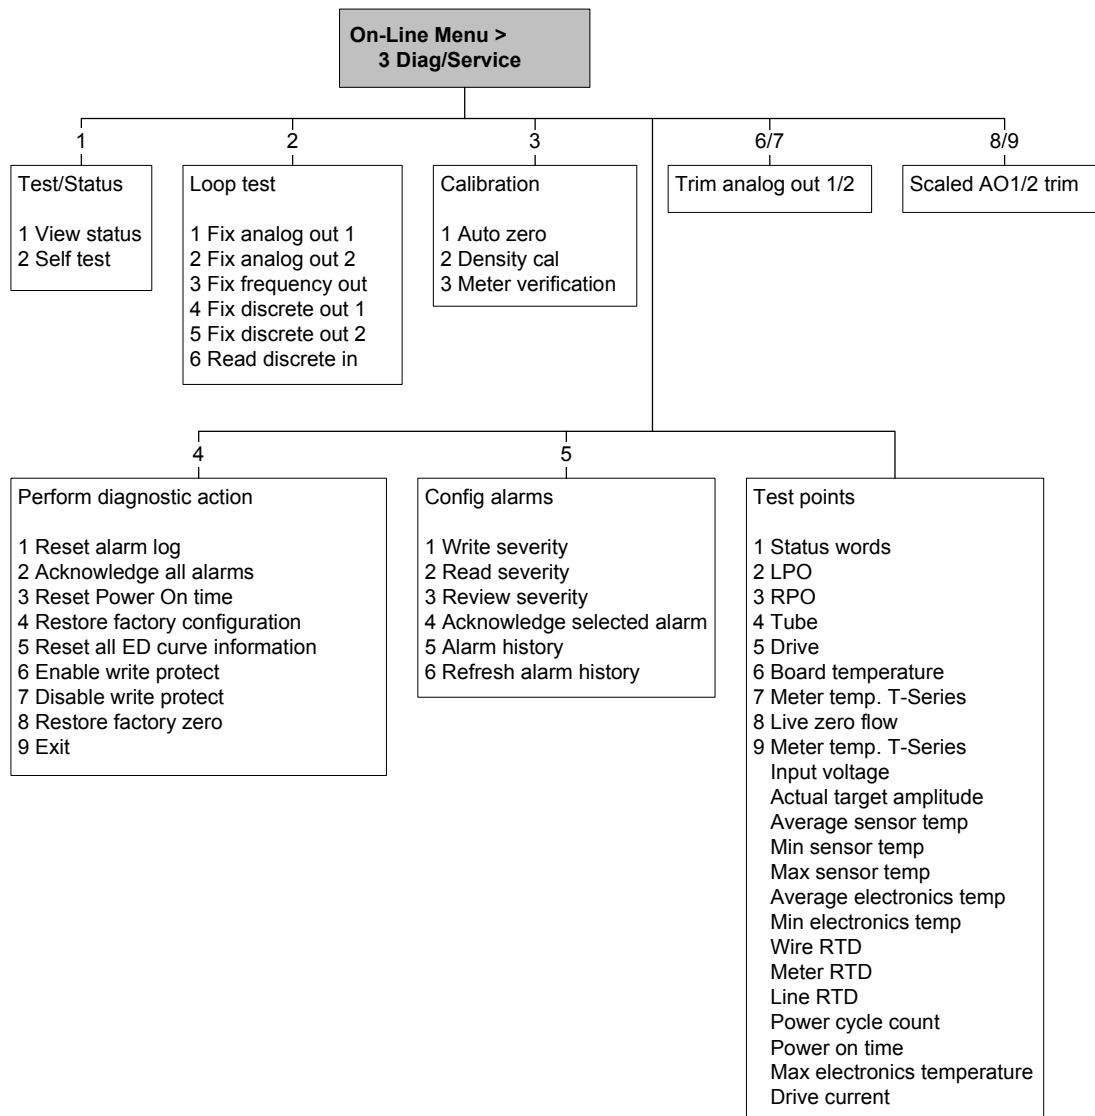 On-Line Menu >
3 Diag/Service
1
2
3
6/7
8/9
Test/Status
1 View status
2 Self test
Loop test
1 Fix analog out 1
2 Fix analog out 2
3 Fix frequency out
4 Fix discrete out 1
5 Fix discrete out 2
6 Read discrete in
Calibration
1 Auto zero
2 Density cal
3 Meter verification
Trim analog out 1/2
Scaled AO1/2 trim
4
5
Perform diagnostic action
1 Reset alarm log
2 Acknowledge all alarms
3 Reset Power On time
4 Restore factory configuration
5 Reset all ED curve information
6 Enable write protect
7 Disable write protect
8 Restore factory zero
9 Exit
Config alarms
1 Write severity
2 Read severity
3 Review severity
4 Acknowledge selected alarm
5 Alarm history
6 Refresh alarm history
Test points
1 Status words
2 LPO
3 RPO
4 Tube
5 Drive
6 Board temperature
7 Meter temp. T-Series
8 Live zero flow
9 Meter temp. T-Series
Input voltage
Actual target amplitude
Average sensor temp
Min sensor temp
Max sensor temp
Average electronics temp
Min electronics temp
Wire RTD
Meter RTD
Line RTD
Power cycle count
Power on time
Max electronics temperature
Drive current